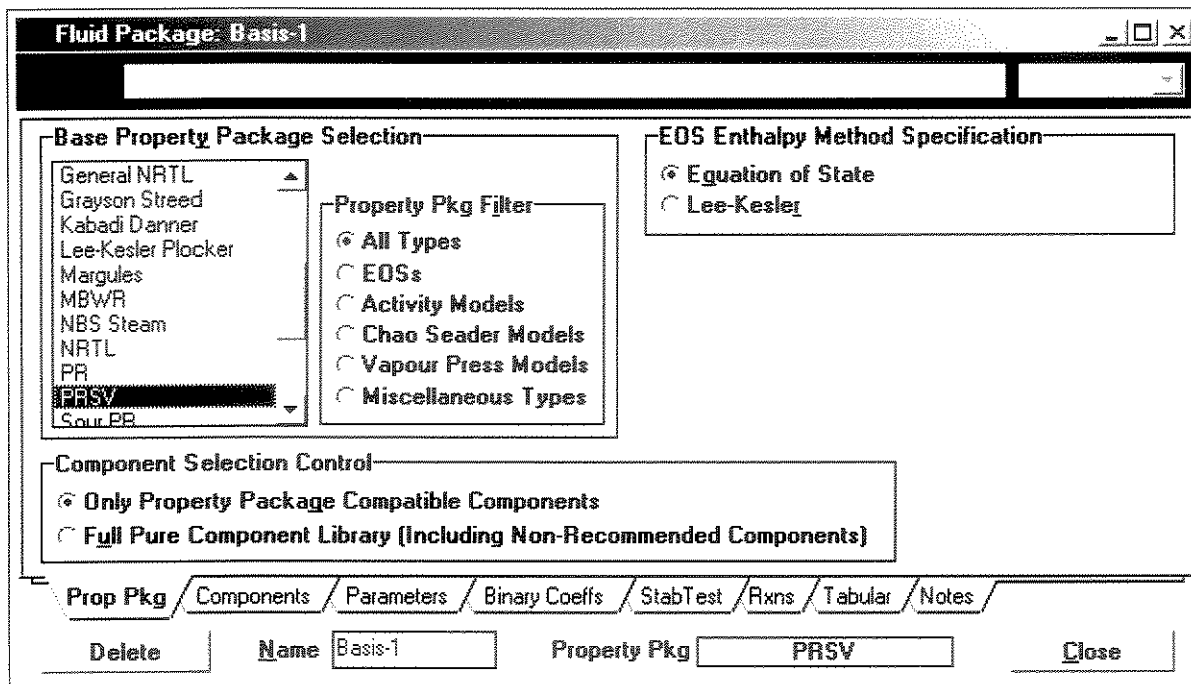 Fluid Package: Basis-1
Base Property Package Selection
General NRTL
Grayson Streed
Kabadi Danner
Lee-Kesler Plocker
Margules
MBWR
NBS Steam
NRTL
PR
PRSV
Sour PR
Property Pkg Filter
All Types
EOSs
Activity Models
Chao Seader Models
Vapour Press Models
Miscellaneous Types
EOS Enthalpy Method Specification
Equation of State
Lee-Kesler
Component Selection Control
Only Property Package Compatible Components
Full Pure Component Library (Including Non-Recommended Components)
Prop Pkg Components Parameters Binary Coeffs StabTest Rxns Tabular Notes
Delete Name Basis-1 Property Pkg PRSV Close